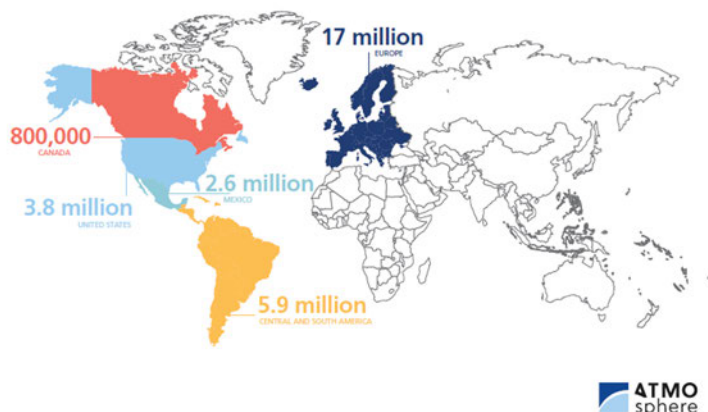 17 million
EUROPE
800,000
CANADA
2.6 million
MEXICO
3.8 million
UNITED STATES
5.9 million
CENTRAL AND SOUTH AMERICA
ATMO
sphere